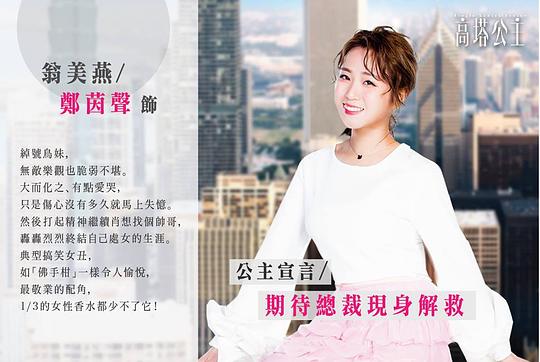 高塔公主
翁美燕/
鄭茵聲 飾
綽號鳥妹,
無敵樂觀也脆弱不堪。
大而化之、有點愛哭,
只是傷心沒有多久就馬上失憶。
然後打起精神繼續肖想找個帥哥,
轟轟烈烈終結自己處女的生涯。
典型搞笑女丑,
如「佛手柑」一樣令人愉悅,
最敬業的配角,
1/3的女性香水都少不了它!
公主宣言/
期待總裁現身解救